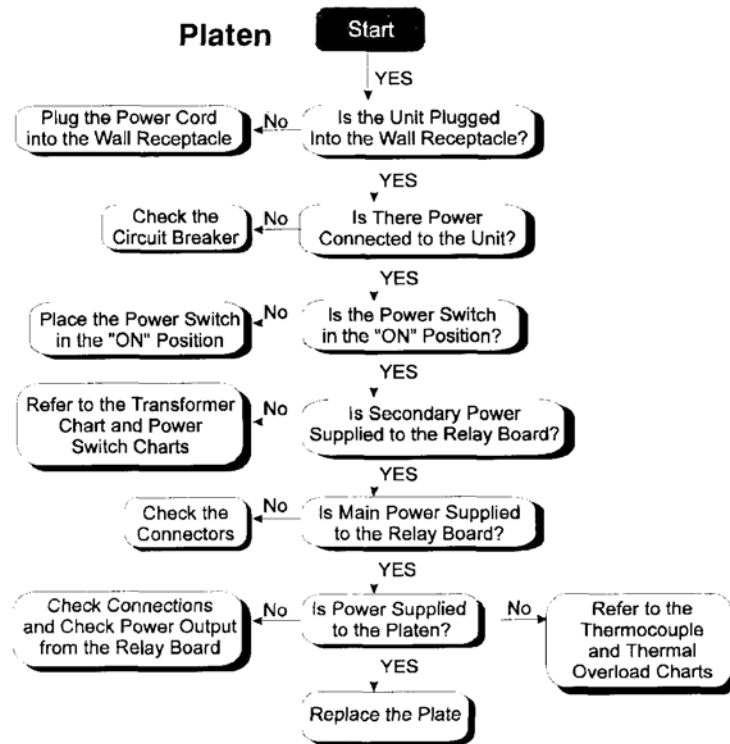 Platen
Start
YES
Plug the Power Cord
into the Wall Receptacle
No
Is the Unit Plugged
Into the Wall Receptacle?
YES
Check the
Circuit Breaker
No
Is There Power
Connected to the Unit?
YES
Place the Power Switch
in the "ON" Position
No
Is the Power Switch
in the "ON" Position?
YES
Refer to the Transformer
Chart and Power
Switch Charts
No
Is Secondary Power
Supplied to the Relay Board?
YES
Check the
Connectors
No
Is Main Power Supplied
to the Relay Board?
YES
Check Connections
and Check Power Output
from the Relay Board
No
Is Power Supplied
to the Platen?
No
Refer to the
Thermocouple
and Thermal
Overload Charts
YES
Replace the Plate